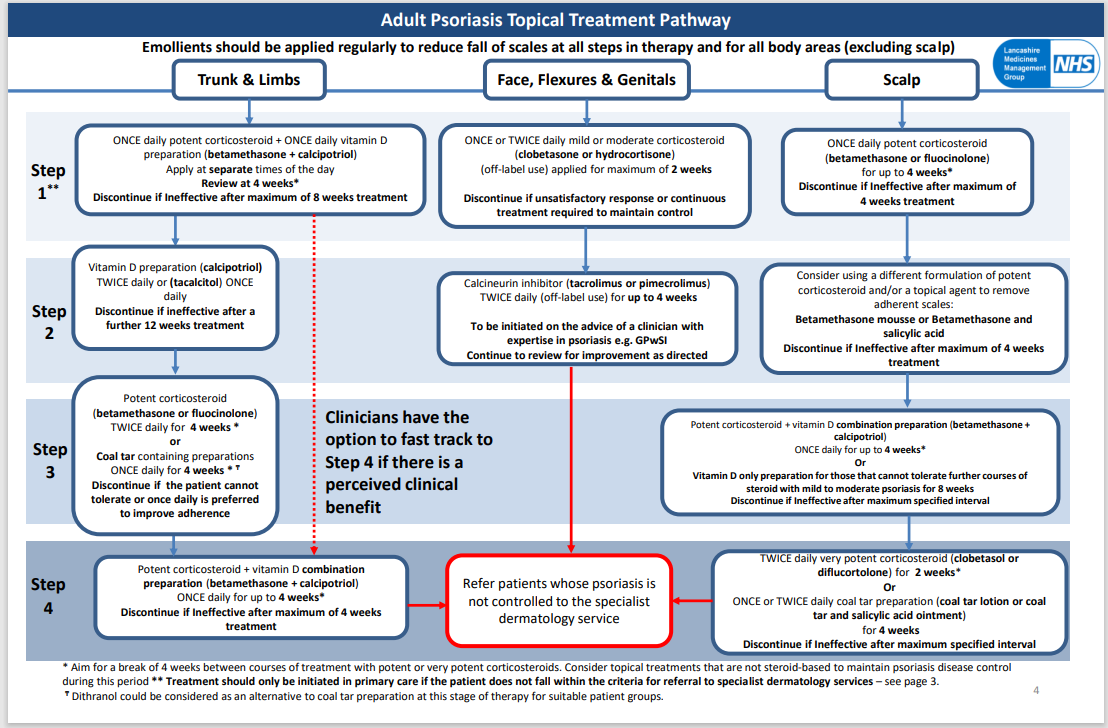 Adult Psoriasis Topical Treatment Pathway
Emollients should be applied regularly to reduce fall of scales at all steps in therapy and for all body areas (excluding scalp)
Lancashire
Medicines
Management
Group
NHS
Trunk & Limbs
Face, Flexures & Genitals
Scalp
Step
1**
ONCE daily potent corticosteroid + ONCE daily vitamin D
preparation (betamethasone + calcipotriol)
Apply at separate times of the day
Review at 4 weeks*
Discontinue if Ineffective after maximum of 8 weeks treatment
ONCE or TWICE daily mild or moderate corticosteroid
(clobetasone or hydrocortisone)
(off-label use) applied for maximum of 2 weeks
Discontinue if unsatisfactory response or continuous
treatment required to maintain control
ONCE daily potent corticosteroid
(betamethasone or fluocinolone)
for up to 4 weeks*
Discontinue if Ineffective after maximum of
4 weeks treatment
Step
2
Vitamin D preparation (calcipotriol)
TWICE daily or (tacalcitol) ONCE
daily
Discontinue if ineffective after a
further 12 weeks treatment
Calcineurin inhibitor (tacrolimus or pimecrolimus)
TWICE daily (off-label use) for up to 4 weeks
To be initiated on the advice of a clinician with
expertise in psoriasis e.g. GPwSI
Continue to review for improvement as directed
Consider using a different formulation of potent
corticosteroid and/or a topical agent to remove
adherent scales:
Betamethasone mousse or Betamethasone and
salicylic acid
Discontinue if Ineffective after maximum of 4 weeks
treatment
Step
3
Potent corticosteroid
(betamethasone or fluocinolone)
TWICE daily for 4 weeks *
or
Coal tar containing preparations
ONCE daily for 4 weeks * ₸
Discontinue if the patient cannot
tolerate or once daily is preferred
to improve adherence
Clinicians have the
option to fast track to
Step 4 if there is a
perceived clinical
benefit
Potent corticosteroid + vitamin D combination preparation (betamethasone +
calcipotriol)
ONCE daily for up to 4 weeks*
Or
Vitamin D only preparation for those that cannot tolerate further courses of
steroid with mild to moderate psoriasis for 8 weeks
Discontinue if Ineffective after maximum specified interval
Step
4
Potent corticosteroid + vitamin D combination
preparation (betamethasone + calcipotriol)
ONCE daily for up to 4 weeks*
Discontinue if Ineffective after maximum of 4 weeks
treatment
Refer patients whose psoriasis is
not controlled to the specialist
dermatology service
TWICE daily very potent corticosteroid (clobetasol or
diflucortolone) for 2 weeks*
Or
ONCE or TWICE daily coal tar preparation (coal tar lotion or coal
tar and salicylic acid ointment)
for 4 weeks
Discontinue if Ineffective after maximum specified interval
* Aim for a break of 4 weeks between courses of treatment with potent or very potent corticosteroids. Consider topical treatments that are not steroid-based to maintain psoriasis disease control
during this period ** Treatment should only be initiated in primary care if the patient does not fall within the criteria for referral to specialist dermatology services – see page 3.
₸ Dithranol could be considered as an alternative to coal tar preparation at this stage of therapy for suitable patient groups.
4